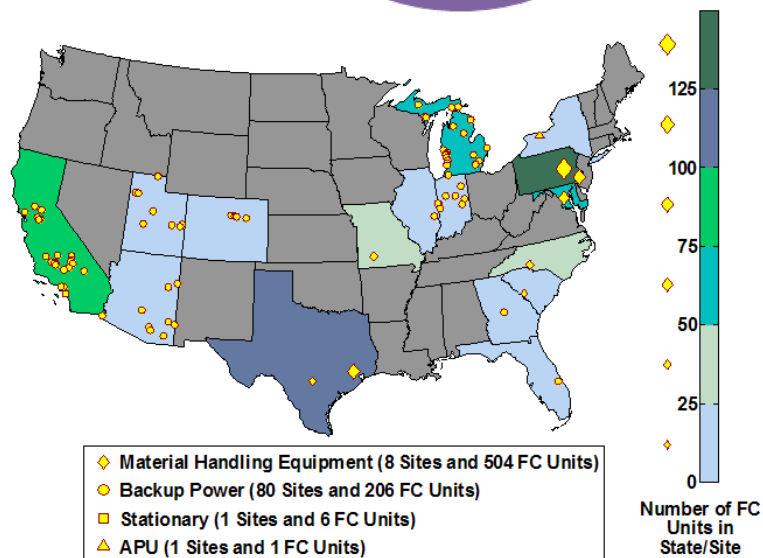 125
100
75
50
25
0
Number of FC
Units in
State/Site
Material Handling Equipment (8 Sites and 504 FC Units)
Backup Power (80 Sites and 206 FC Units)
Stationary (1 Sites and 6 FC Units)
APU (1 Sites and 1 FC Units)